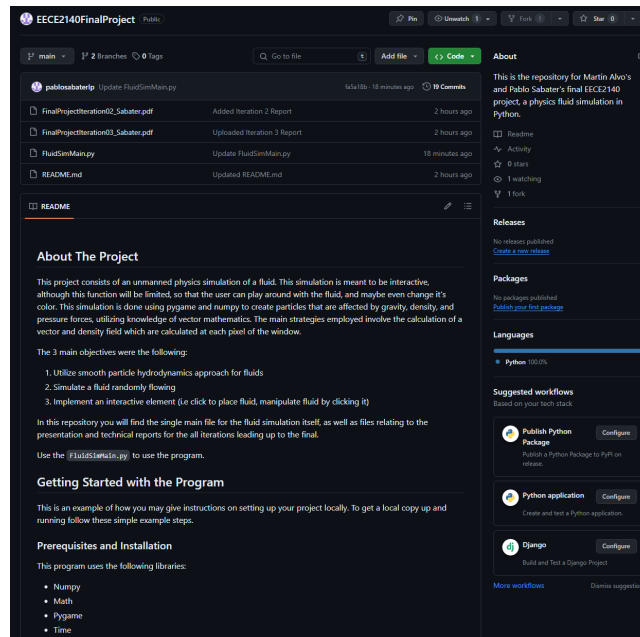 EECE2140FinalProject Public
Pin
Unwatch 1
Fork 1
Star 0
main
2 Branches
0 Tags
Go to file
t
Add file
Code
pablosabaterlp Update FluidSimMain.py
fa5a18b · 18 minutes ago
19 Commits
FinalProjectIteration02_Sabater.pdf Added Iteration 2 Report 2 hours ago
FinalProjectIteration03_Sabater.pdf Uploaded Iteration 3 Report 2 hours ago
FluidSimMain.py Update FluidSimMain.py 18 minutes ago
README.md Updated README.md 2 hours ago
README
About The Project
This project consists of an unmanned physics simulation of a fluid. This simulation is meant to be interactive,
although this function will be limited, so that the user can play around with the fluid, and maybe even change it's
color. This simulation is done using pygame and numpy to create particles that are affected by gravity, density, and
pressure forces, utilizing knowledge of vector mathematics. The main strategies employed involve the calculation of a
vector and density field which are calculated at each pixel of the window.
The 3 main objectives were the following:
1. Utilize smooth particle hydrodynamics approach for fluids
2. Simulate a fluid randomly flowing
3. Implement an interactive element (i.e click to place fluid, manipulate fluid by clicking it)
In this repository you will find the single main file for the fluid simulation itself, as well as files relating to the
presentation and technical reports for the all iterations leading up to the final.
Use the FluidSimMain.py to use the program.
Getting Started with the Program
This is an example of how you may give instructions on setting up your project locally. To get a local copy up and
running follow these simple example steps.
Prerequisites and Installation
This program uses the following libraries:
• Numpy
• Math
• Pygame
• Time
About
This is the repository for Martin Alvo's
and Pablo Sabater's final EECE2140
project, a physics fluid simulation in
Python.
Readme
Activity
0 stars
1 watching
1 fork
Releases
No releases published
Create a new release
Packages
No packages published
Publish your first package
Languages
Python 100.0%
Suggested workflows
Based on your tech stack
Publish Python
Package
Configure
Publish a Python Package to PyPI on
release.
Python application
Configure
Create and test a Python application.
dj
Django
Configure
Build and Test a Django Project
More workflows
Dismiss suggestio